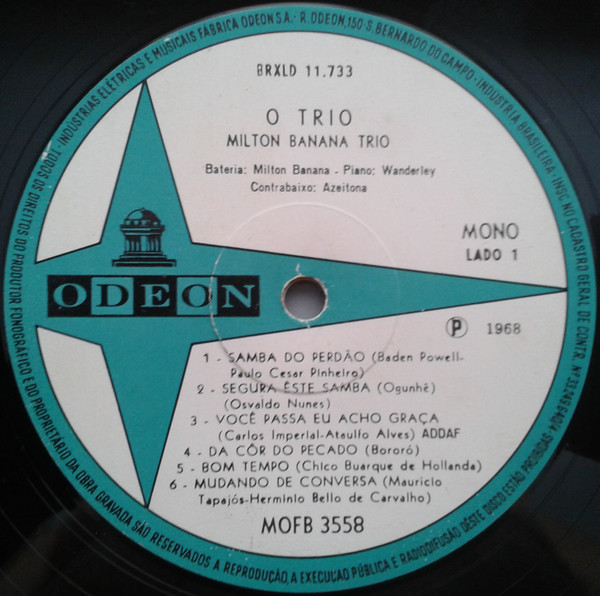 BRXLD 11.733
O TRIO
MILTON BANANA TRIO
Bateria: Milton Banana - Piano: Wanderley
Contrabaixo: Azeitona
MONO
LADO 1
ODEON
Ⓟ 1968
1 - SAMBA DO PERDÃO (Baden Powell-
Paulo Cesar Pinheiro)
2 - SEGURA ÊSTE SAMBA (Ogunhê)
(Osvaldo Nunes)
3 - VOCÊ PASSA EU ACHO GRAÇA
(Carlos Imperial-Ataulfo Alves) ADDAF
4 - DA CÔR DO PECADO (Bororó)
5 - BOM TEMPO (Chico Buarque de Hollanda)
6 - MUDANDO DE CONVERSA (Mauricio
Tapajós-Herminio Bello de Carvalho)
MOFB 3558
TODOS OS DIREITOS DO PRODUTOR FONOGRÁFICO E DO PROPRIETÁRIO DA OBRA GRAVADA SÃO RESERVADOS A REPRODUÇÃO, A EXECUÇÃO PÚBLICA E RADIODIFUSÃO DESTE DISCO ESTÃO PROIBIDAS
INDÚSTRIAS ELÉTRICAS E MUSICAIS FÁBRICA ODEON S.A. - R. ODEON, 150 - S. BERNARDO DO CAMPO - INDÚSTRIA BRASILEIRA - INSC NO CADASTRO GERAL DE CONTR. Nº